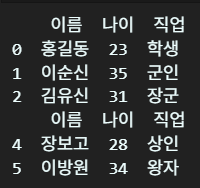 이름 나이 직업
0 홍길동 23 학생
1 이순신 35 군인
2 김유신 31 장군
이름 나이 직업
4 장보고 28 상인
5 이방원 34 왕자